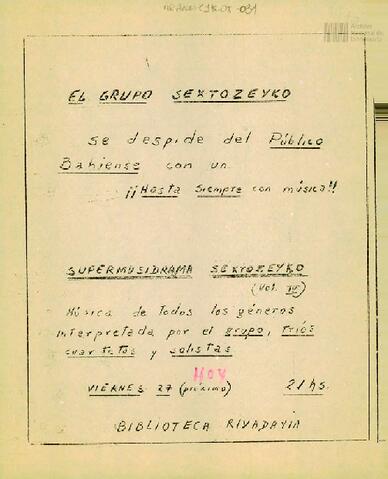 EL GRUPO SEXTOZEYKO
se despide del Público
Bahiense con un
¡¡Hasta Siempre con música!!
SUPERMUSIDRAMA SEXTOZEYKO
(Vol. IV)
Música de todos los géneros
interpretada por el grupo, tríos
cuartetos y solistas
HOY
VIERNES 27 (próximo) 21 hs.
BIBLIOTECA RIVADAVIA